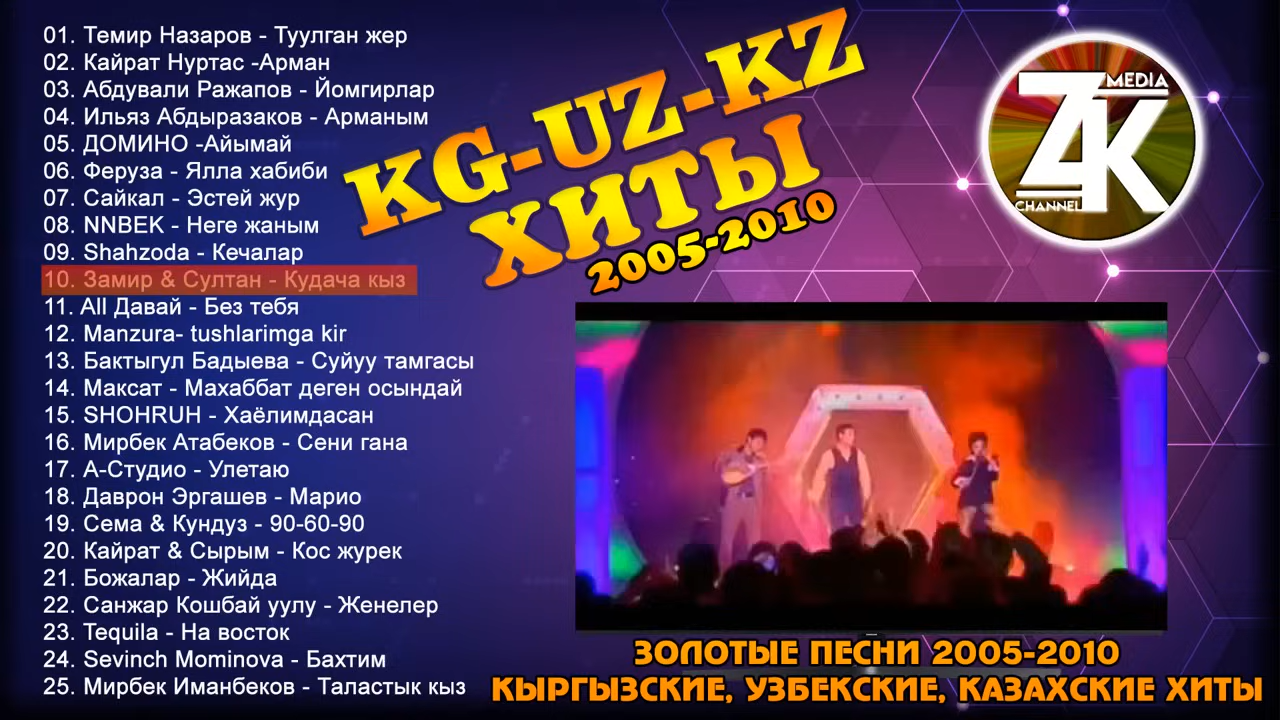 01. Темир Назаров - Туулган жер
02. Кайрат Нуртас -Арман
03. Абдували Ражапов - Йомгирлар
04. Ильяз Абдыразаков - Арманым
05. ДОМИНО -Айымай
06. Феруза - Ялла хабиби
07. Сайкал - Эстей жур
08. NNBEK - Неге жаным
09. Shahzoda - Кечалар
10. Замир & Султан - Кудача кыз
11. All Давай - Без тебя
12. Manzura- tushlarimga kir
13. Бактыгул Бадыева - Суйуу тамгасы
14. Максат - Махаббат деген осындай
15. SHOHRUH - Хаёлимдасан
16. Мирбек Атабеков - Сени гана
17. А-Студио - Улетаю
18. Даврон Эргашев - Марио
19. Сема & Кундуз - 90-60-90
20. Кайрат & Сырым - Кос журек
21. Божалар - Жийда
22. Санжар Кошбай уулу - Женелер
23. Tequila - На восток
24. Sevinch Mominova - Бахтим
25. Мирбек Иманбеков - Таластык кыз
KG-UZ-KZ
ХИТЫ
2005-2010
ZK
MEDIA
CHANNEL
ЗОЛОТЫЕ ПЕСНИ 2005-2010
КЫРГЫЗСКИЕ, УЗБЕКСКИЕ, КАЗАХСКИЕ ХИТЫ